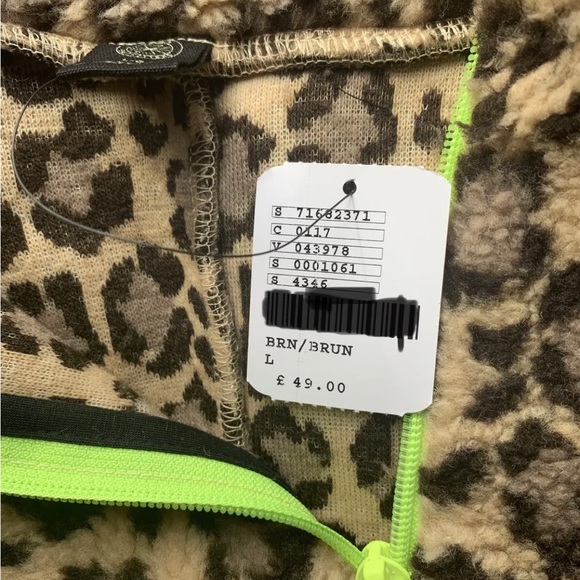 S 71682371
C 0117
V 043978
S 0001061
S 4346
BRN/BRUN
L
£ 49.00